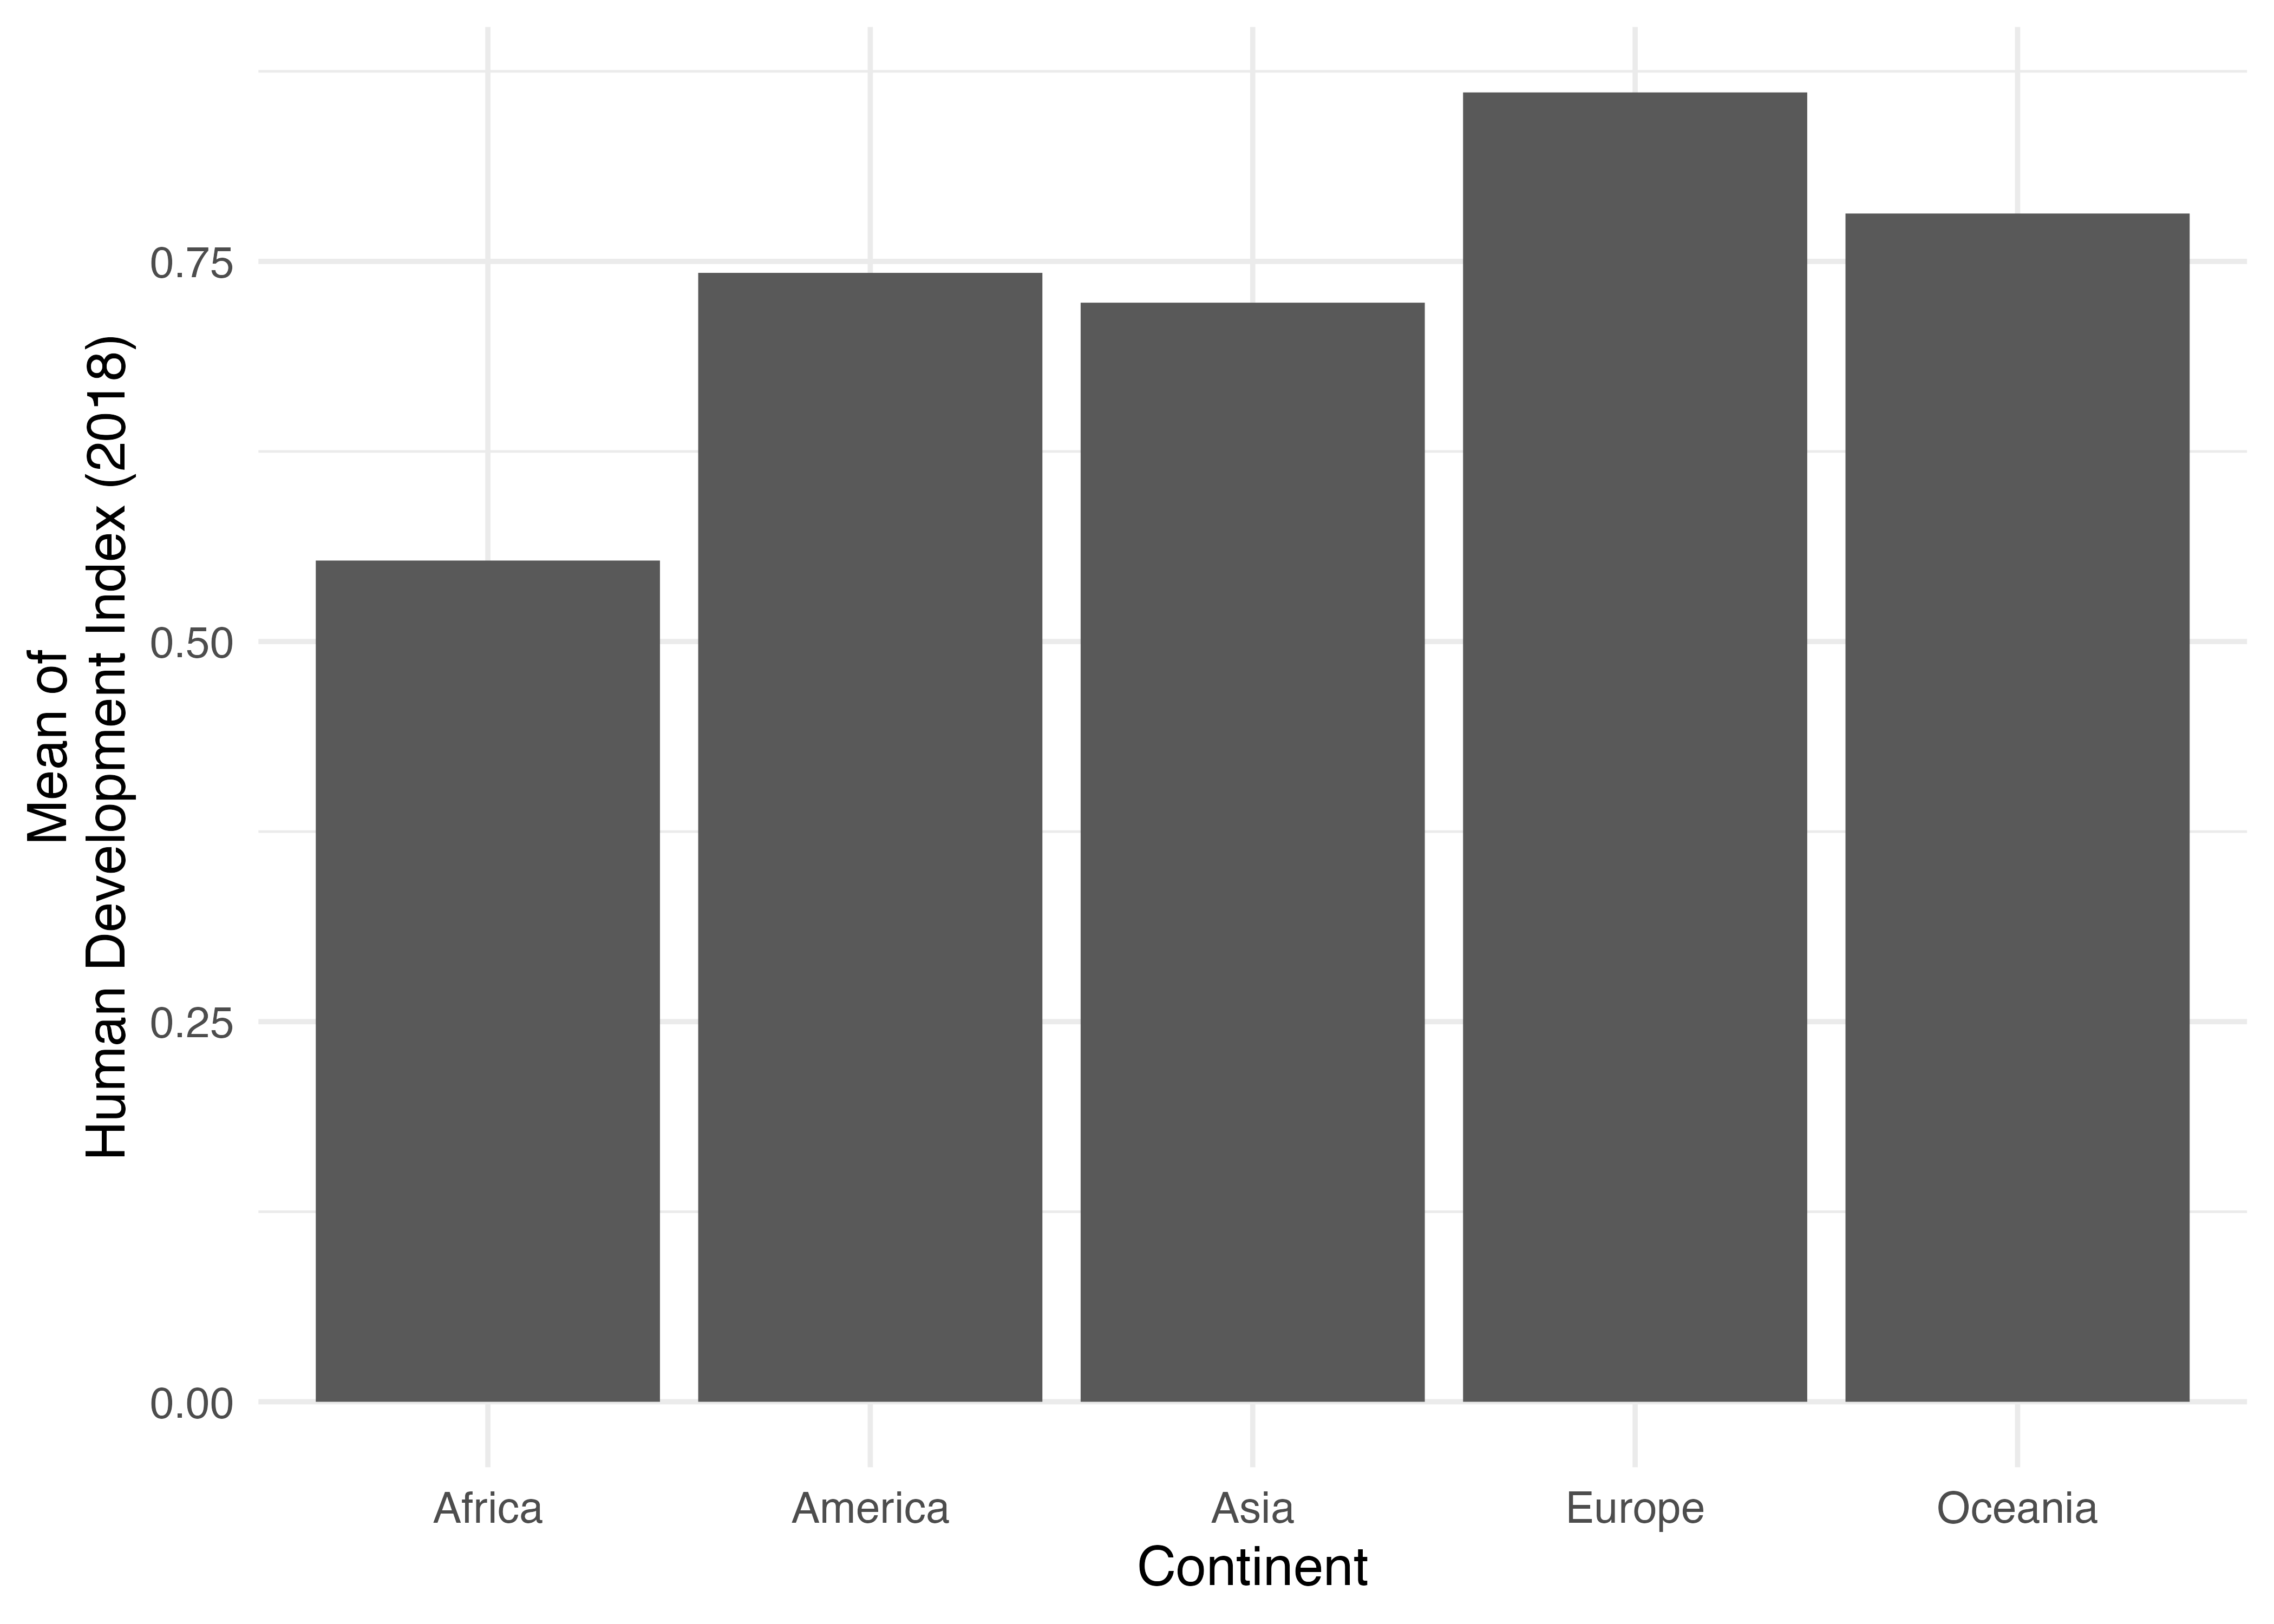 Mean of
Human Development Index (2018)
0.75
0.50
0.25
0.00
Africa America Asia Europe Oceania
Continent